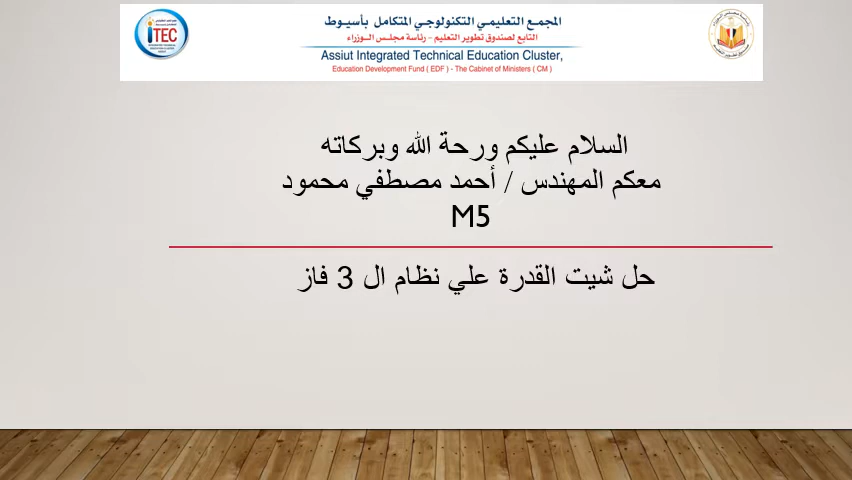 المجمع التعليمي التكنولوجي المتكامل بأسيوط
التابع لصندوق تطوير التعليم - رئاسة مجلس الوزراء
Assiut Integrated Technical Education Cluster,
Education Development Fund ( EDF ) - The Cabinet of Ministers ( CM )
iTEC
السلام عليكم ورحة الله وبركاته
معكم المهندس / أحمد مصطفي محمود
M5
حل شيت القدرة علي نظام ال 3 فاز